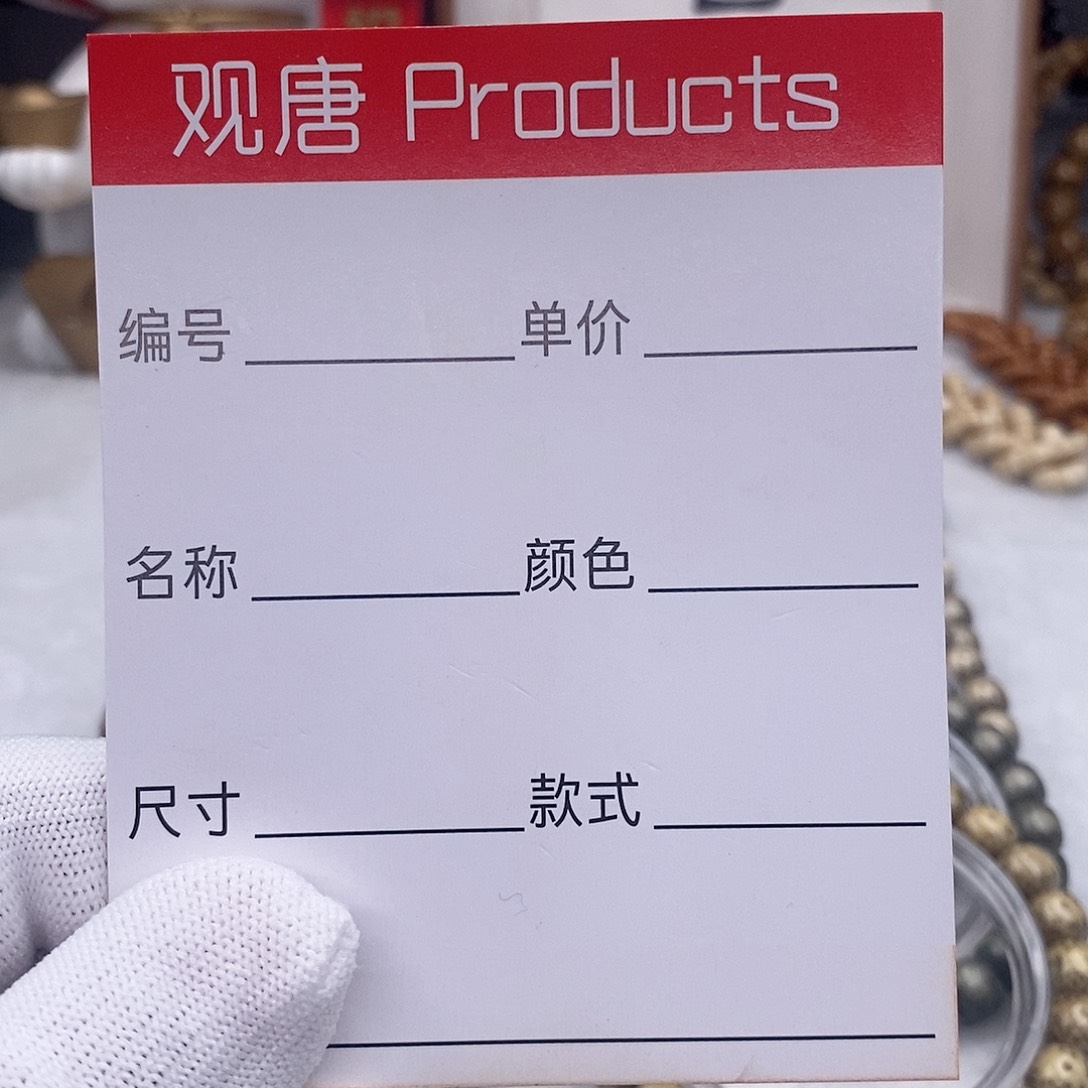 观唐 Products
编号 单价
名称 颜色
尺寸 款式